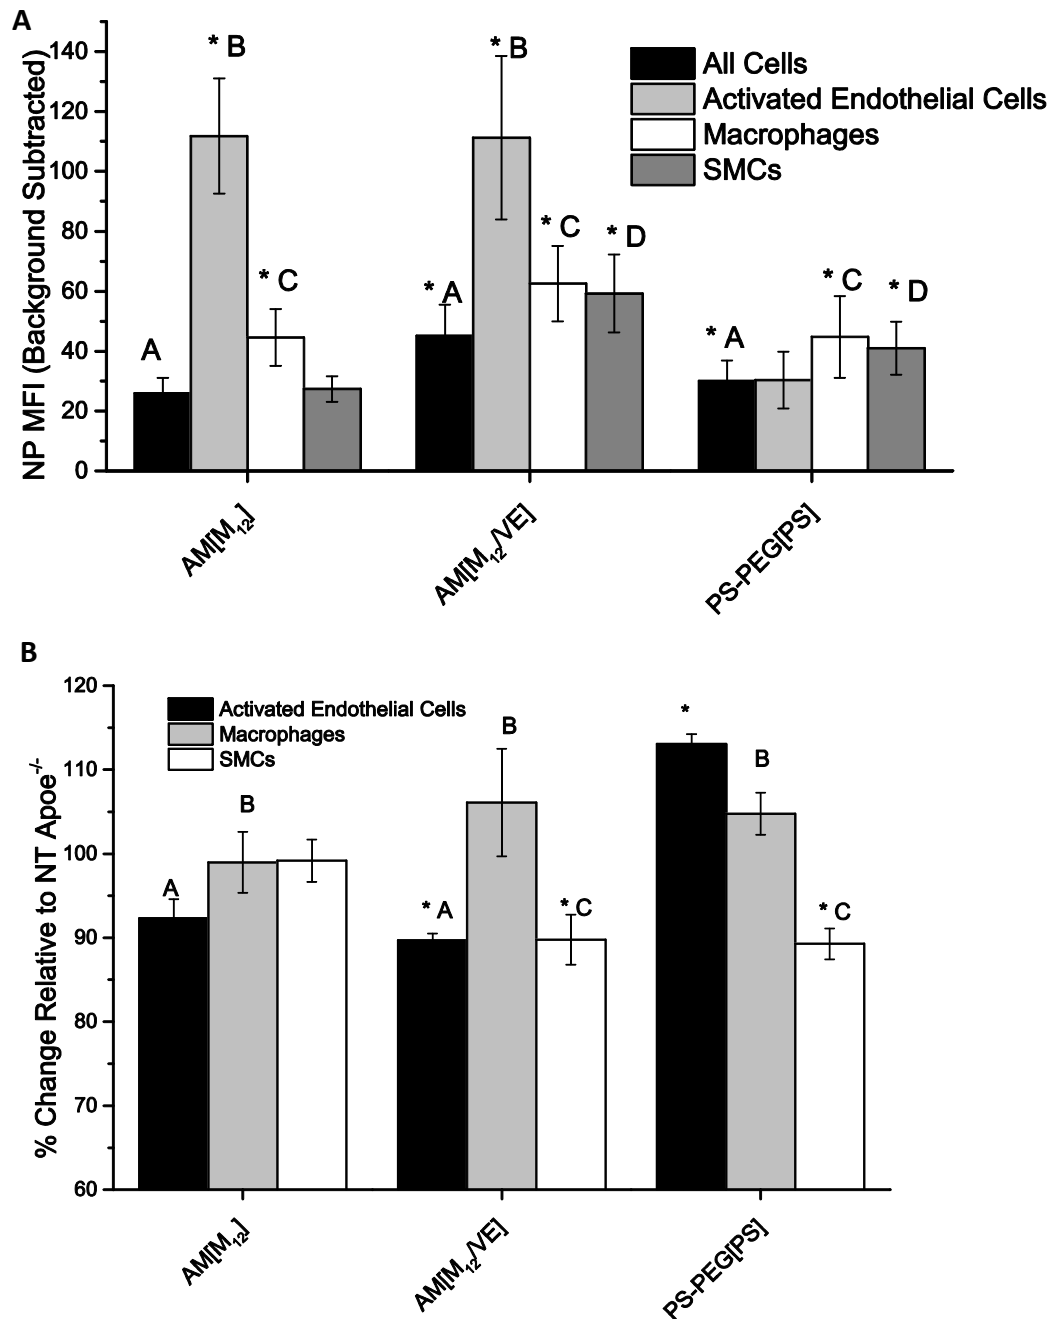 A
NP MFI (Background Subtracted)
140
120
100
80
60
40
20
0
All Cells
Activated Endothelial Cells
Macrophages
SMCs
A
* B
* C
* A
* B
* C
* D
* A
* C
* D
AM[M12]
AM[M12/VE]
PS-PEG[PS]
B
% Change Relative to NT Apoe-/-
120
110
100
90
80
70
60
Activated Endothelial Cells
Macrophages
SMCs
A
B
* A
B
* C
*
B
* C
AM[M12]
AM[M12/VE]
PS-PEG[PS]